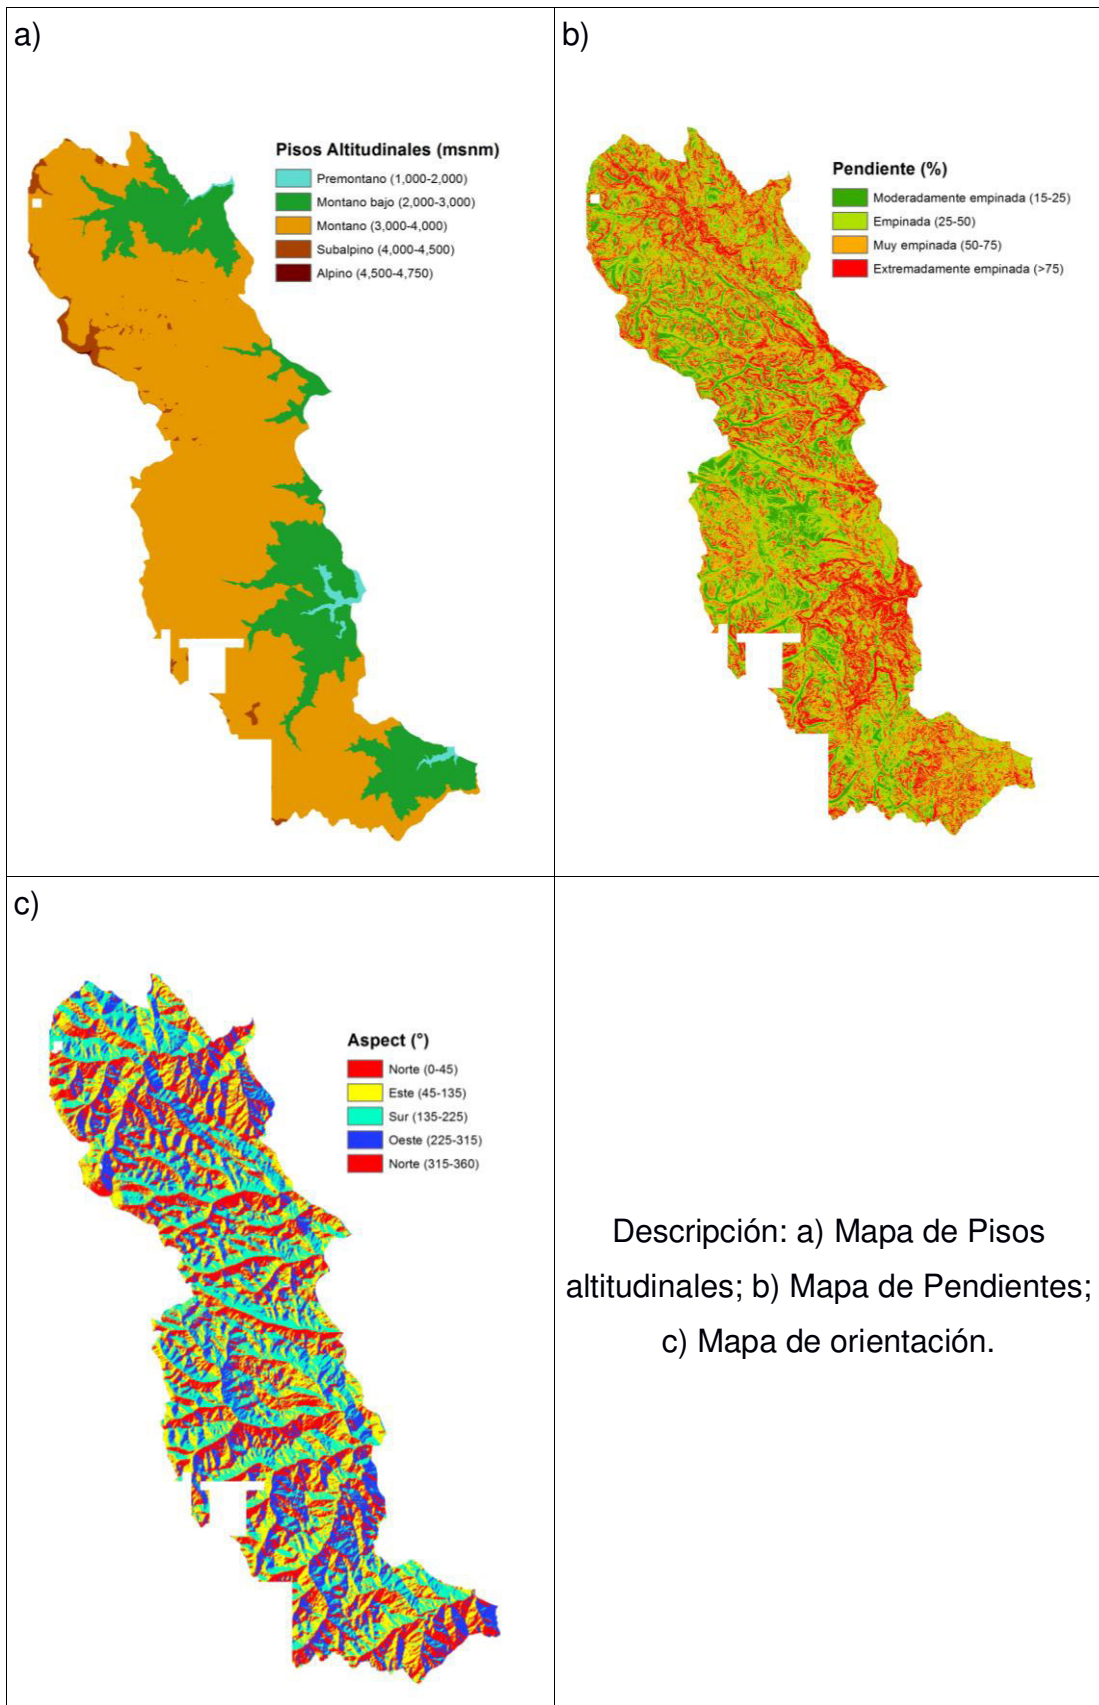 a)
Pisos Altitudinales (msnm)
Premontano (1,000-2,000)
Montano bajo (2,000-3,000)
Montano (3,000-4,000)
Subalpino (4,000-4,500)
Alpino (4,500-4,750)
b)
Pendiente (%)
Moderadamente empinada (15-25)
Empinada (25-50)
Muy empinada (50-75)
Extremadamente empinada (>75)
c)
Aspect (°)
Norte (0-45)
Este (45-135)
Sur (135-225)
Oeste (225-315)
Norte (315-360)
Descripción: a) Mapa de Pisos
altitudinales; b) Mapa de Pendientes;
c) Mapa de orientación.